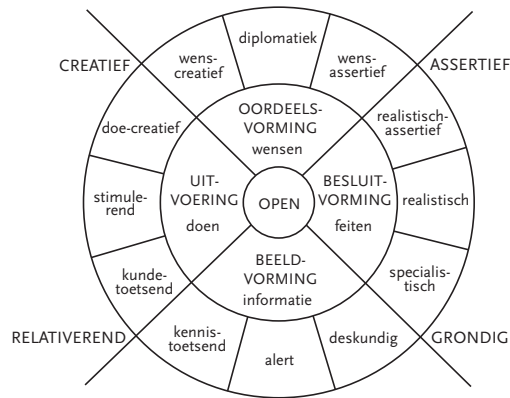 diplomatiek
wens-
creatief
wens-
assertief
CREATIEF
ASSERTIEF
OORDEELS-
VORMING
wensen
doe-creatief
realistisch-
assertief
UIT-
VOERING
doen
BESLUIT-
VORMING
feiten
stimule-
rend
OPEN
realistisch
BEELD-
VORMING
informatie
kunde-
toetsend
specialis-
tisch
RELATIVEREND
GRONDIG
kennis-
toetsend
alert
deskundig